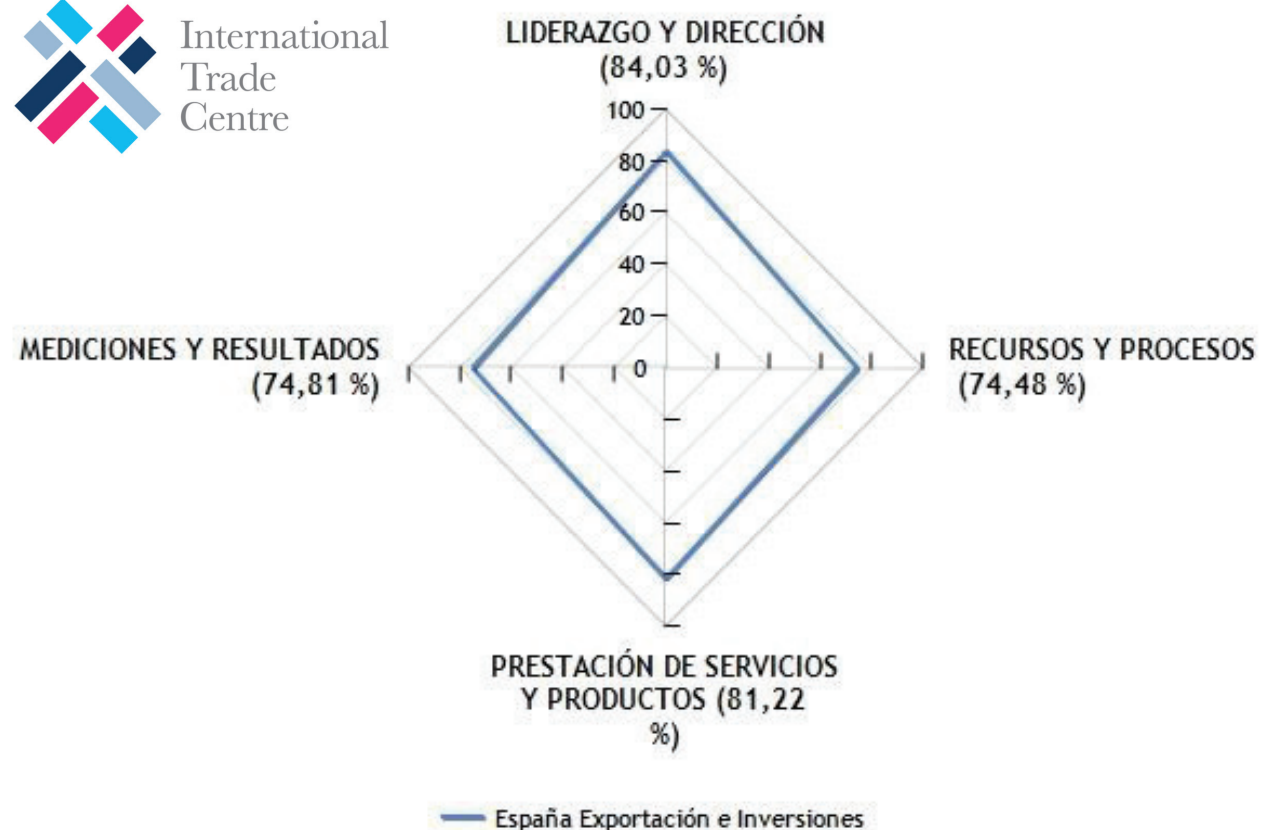 International
Trade
Centre
LIDERAZGO Y DIRECCIÓN
(84,03 %)
100
80
60
40
20
0
MEDICIONES Y RESULTADOS
(74,81 %)
RECURSOS Y PROCESOS
(74,48 %)
PRESTACIÓN DE SERVICIOS
Y PRODUCTOS (81,22
%)
España Exportación e Inversiones